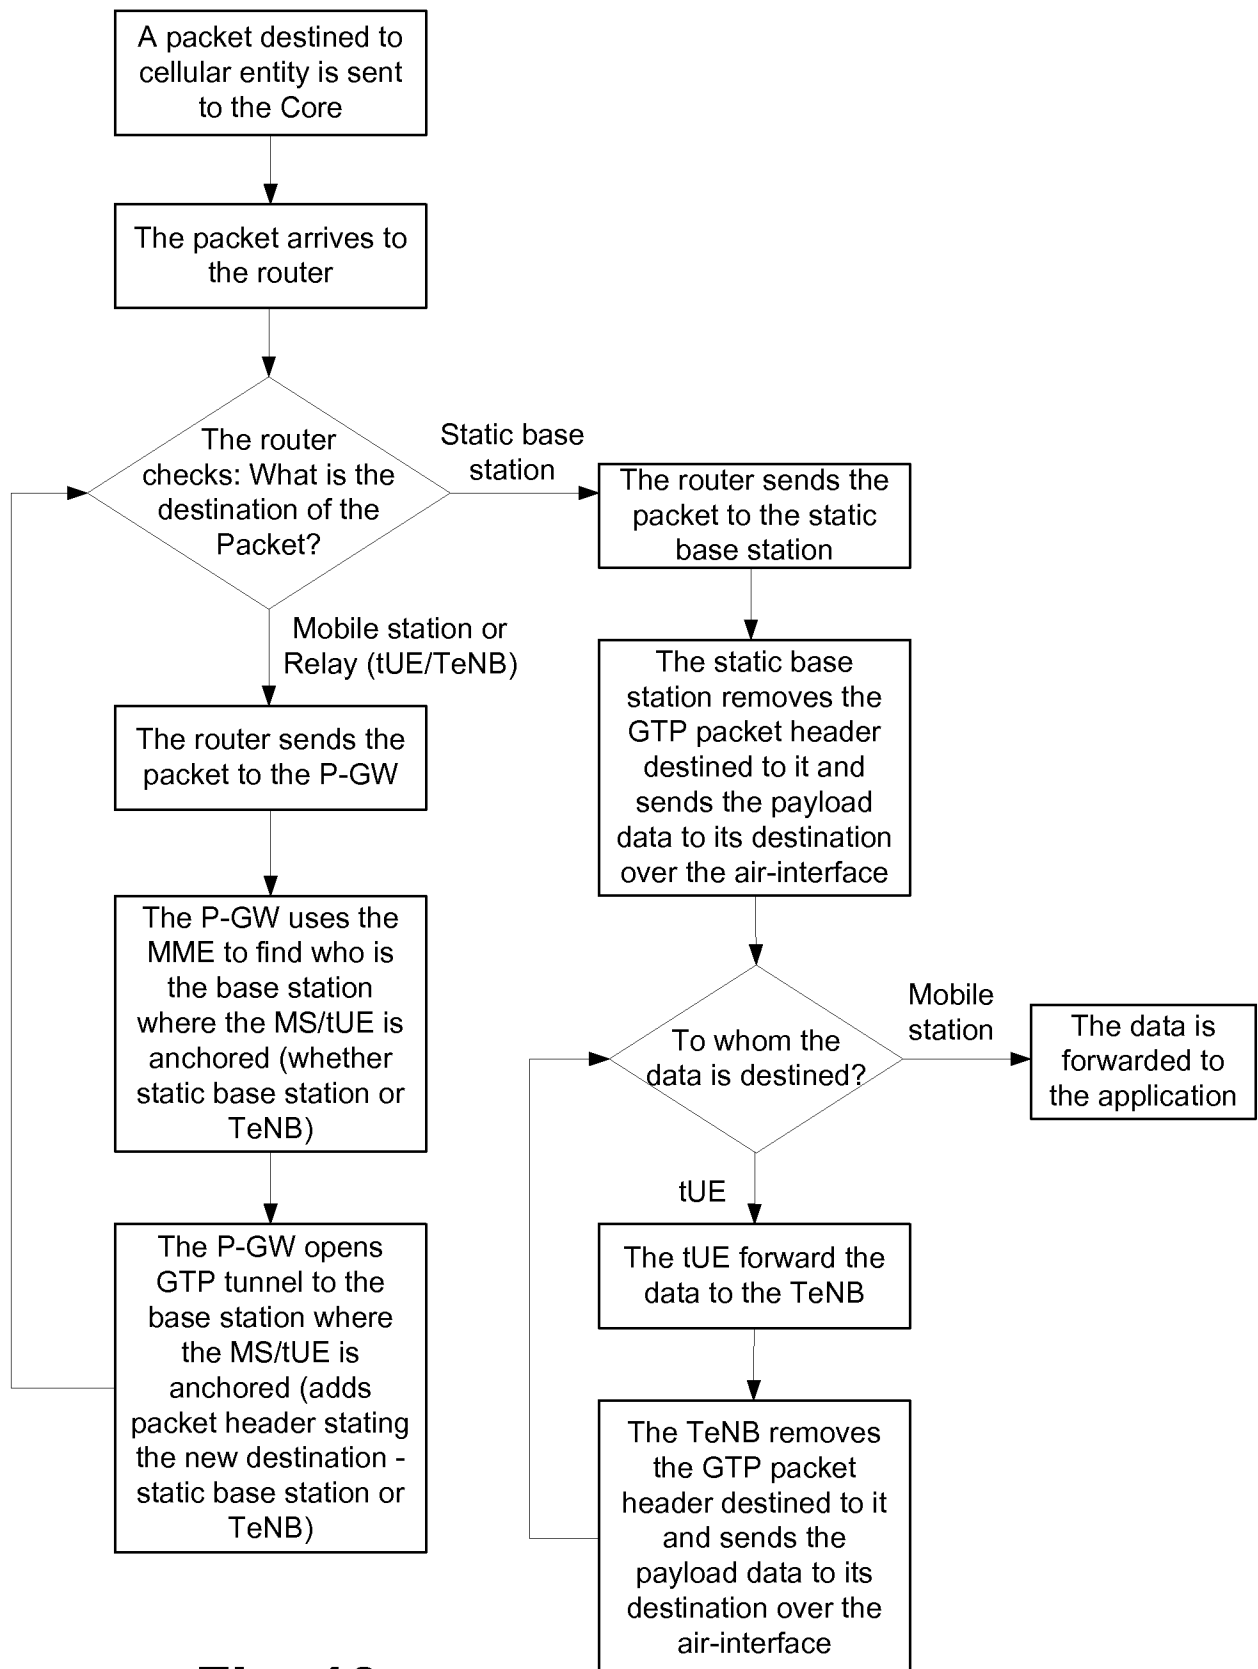 A packet destined to
cellular entity is sent
to the Core
The packet arrives to
the router
The router
checks: What is the
destination of the
Packet?
Static base
station
The router sends the
packet to the static
base station
Mobile station or
Relay (tUE/TeNB)
The router sends the
packet to the P-GW
The static base
station removes the
GTP packet header
destined to it and
sends the payload
data to its destination
over the air-interface
The P-GW uses the
MME to find who is
the base station
where the MS/tUE is
anchored (whether
static base station or
TeNB)
To whom the
data is destined?
Mobile
station
The data is
forwarded to
the application
tUE
The tUE forward the
data to the TeNB
The P-GW opens
GTP tunnel to the
base station where
the MS/tUE is
anchored (adds
packet header stating
the new destination -
static base station or
TeNB)
The TeNB removes
the GTP packet
header destined to it
and sends the
payload data to its
destination over the
air-interface